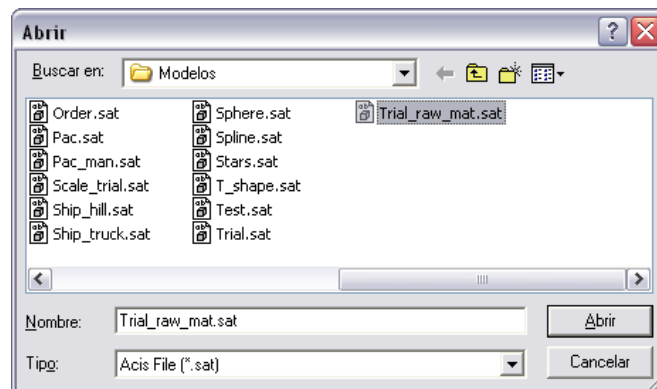 Abrir
Buscar en: Modelos
Order.sat Sphere.sat Trial_raw_mat.sat
Pac.sat Spline.sat
Pac_man.sat Stars.sat
Scale_trial.sat T_shape.sat
Ship_hill.sat Test.sat
Ship_truck.sat Trial.sat
Nombre: Trial_raw_mat.sat Abrir
Tipo: Acis File (*.sat) Cancelar